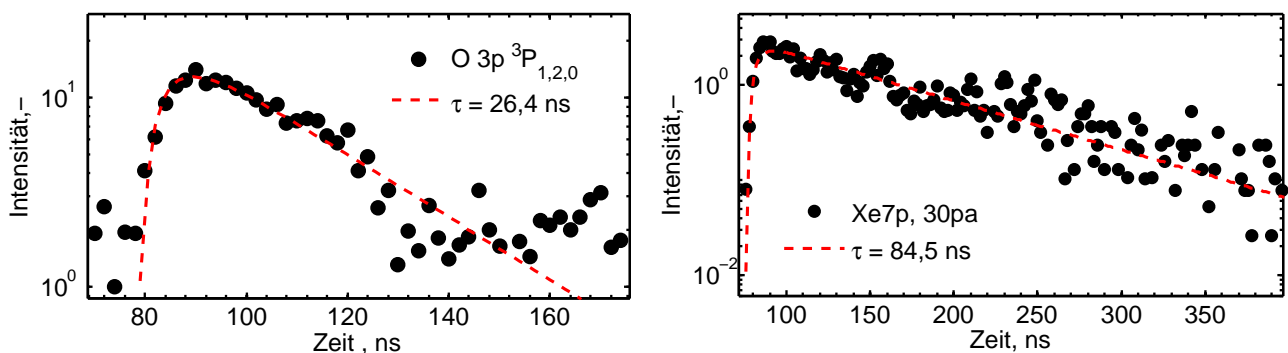 O 3p ³P₁,₂,₀
τ = 26,4 ns
10¹
10⁰
Intensität,–
80 100 120 140 160
Zeit , ns
10⁰
10⁻²
Intensität,–
Xe7p, 30pa
τ = 84,5 ns
100 150 200 250 300 350
Zeit, ns